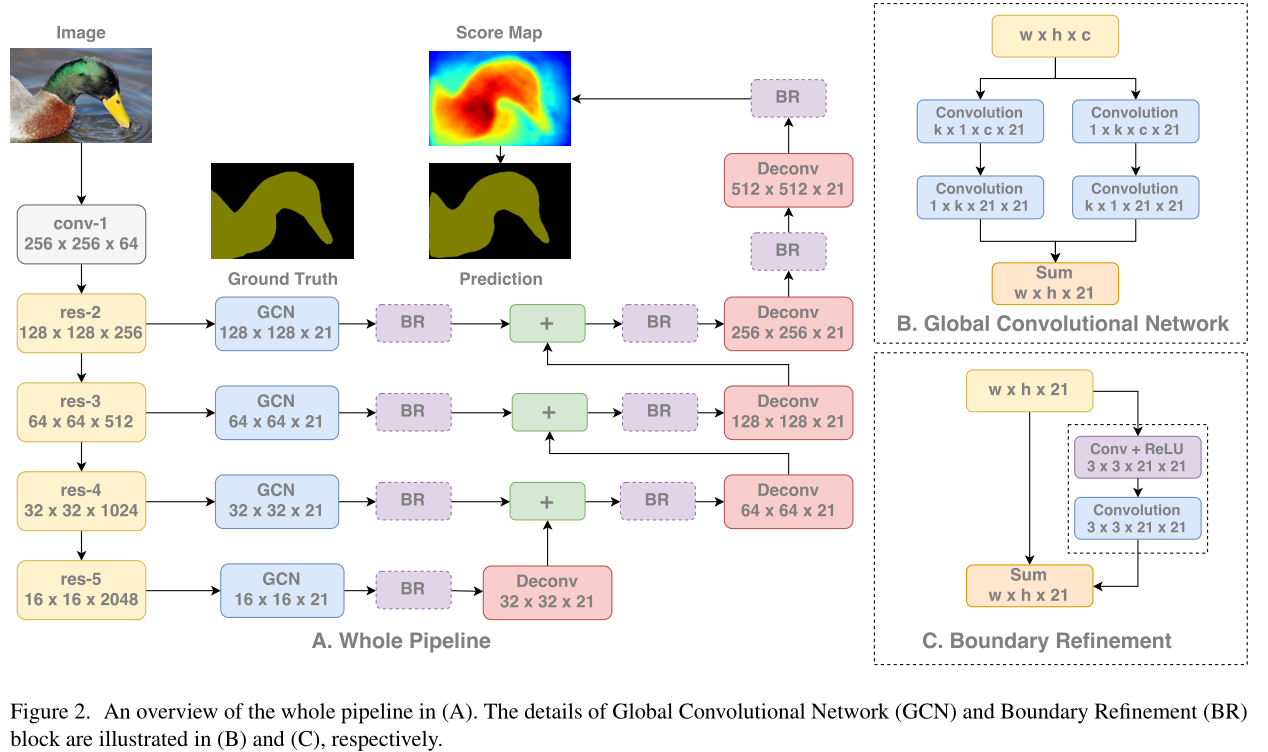 Image
Score Map
BR
Deconv
512 x 512 x 21
BR
conv-1
256 x 256 x 64
Ground Truth
Prediction
res-2
128 x 128 x 256
GCN
128 x 128 x 21
BR
+
BR
Deconv
256 x 256 x 21
res-3
64 x 64 x 512
GCN
64 x 64 x 21
BR
+
BR
Deconv
128 x 128 x 21
res-4
32 x 32 x 1024
GCN
32 x 32 x 21
BR
+
BR
Deconv
64 x 64 x 21
res-5
16 x 16 x 2048
GCN
16 x 16 x 21
BR
Deconv
32 x 32 x 21
A. Whole Pipeline
w x h x c
Convolution
k x 1 x c x 21
Convolution
1 x k x c x 21
Convolution
1 x k x 21 x 21
Convolution
k x 1 x 21 x 21
Sum
w x h x 21
B. Global Convolutional Network
w x h x 21
Conv + ReLU
3 x 3 x 21 x 21
Convolution
3 x 3 x 21 x 21
Sum
w x h x 21
C. Boundary Refinement
Figure 2. An overview of the whole pipeline in (A). The details of Global Convolutional Network (GCN) and Boundary Refinement (BR)
block are illustrated in (B) and (C), respectively.